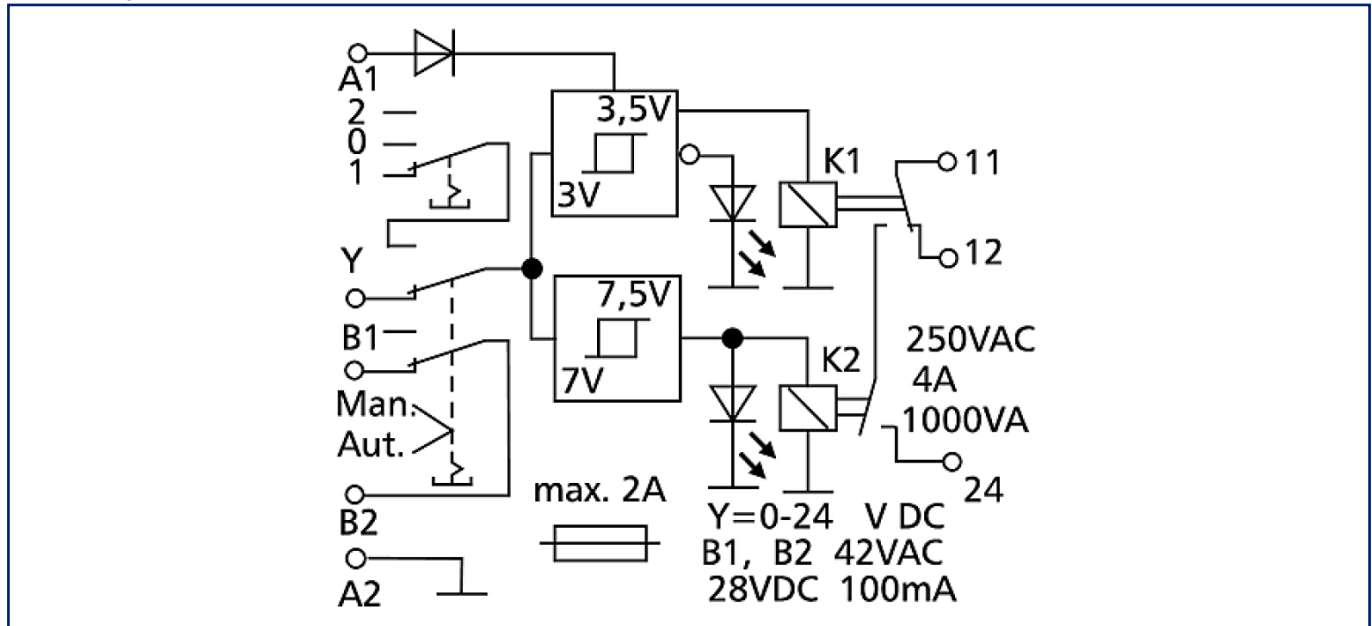 A1
2
0
1
Y
B1
Man.
Aut.
B2
A2
3,5V
3V
7,5V
7V
K1
K2
11
12
250VAC
4A
1000VA
24
max. 2A
Y=0-24 V DC
B1, B2 42VAC
28VDC 100mA